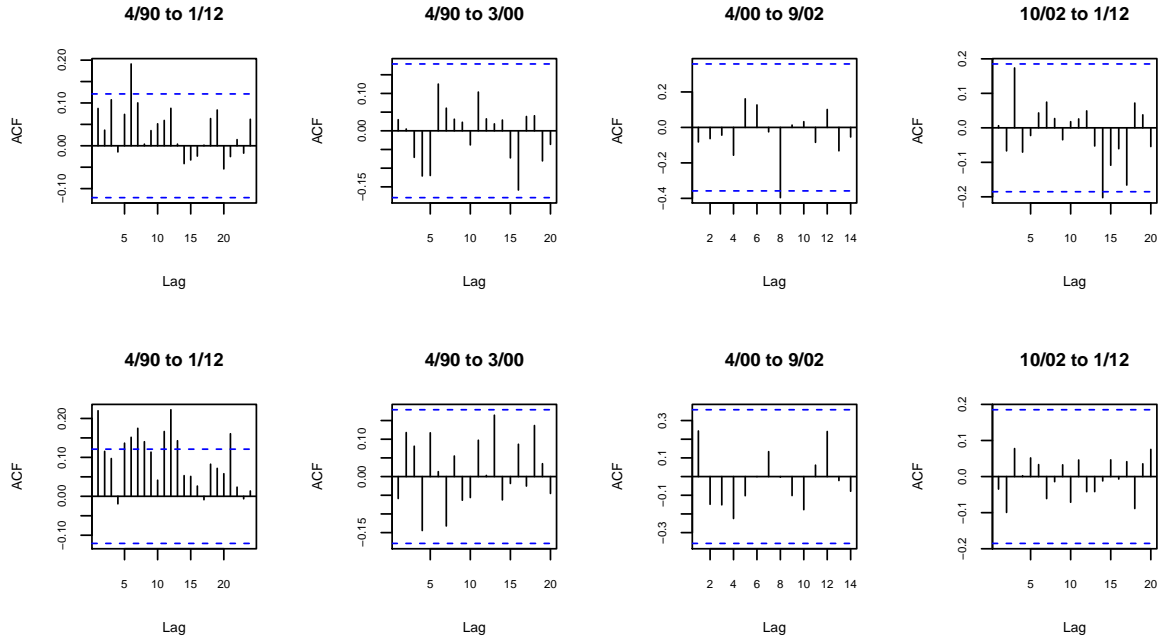 4/90 to 1/12
ACF
−0.10 0.00 0.10 0.20
5 10 15 20
Lag
4/90 to 3/00
ACF
−0.15 0.00 0.10
5 10 15 20
Lag
4/00 to 9/02
ACF
−0.4 −0.2 0.0 0.2
2 4 6 8 10 12 14
Lag
10/02 to 1/12
ACF
−0.2 −0.1 0.0 0.1 0.2
5 10 15 20
Lag
4/90 to 1/12
ACF
−0.10 0.00 0.10 0.20
5 10 15 20
Lag
4/90 to 3/00
ACF
−0.15 0.00 0.10
5 10 15 20
Lag
4/00 to 9/02
ACF
−0.3 −0.1 0.1 0.3
2 4 6 8 10 12 14
Lag
10/02 to 1/12
ACF
−0.2 −0.1 0.0 0.1 0.2
5 10 15 20
Lag